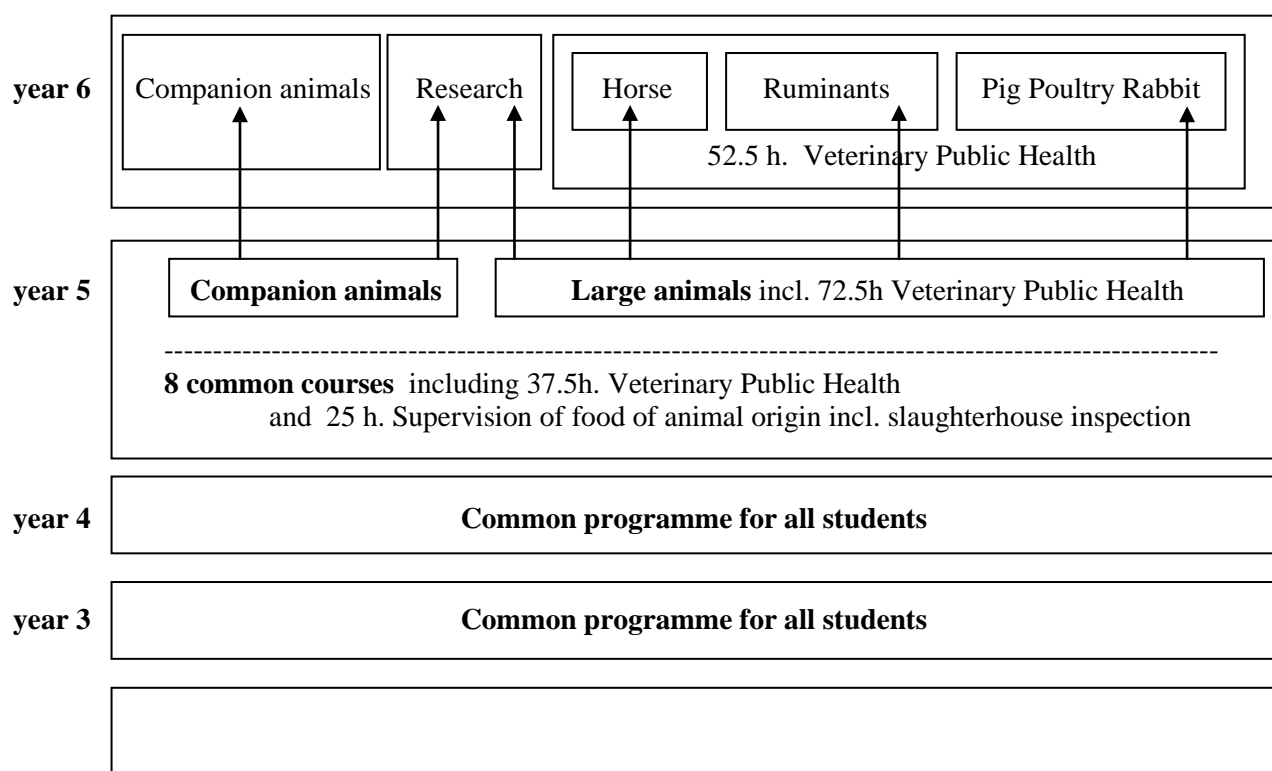 year 6
Companion animals
Research
Horse
Ruminants
Pig Poultry Rabbit
52.5 h. Veterinary Public Health
year 5
Companion animals
Large animals incl. 72.5h Veterinary Public Health
8 common courses including 37.5h. Veterinary Public Health
and 25 h. Supervision of food of animal origin incl. slaughterhouse inspection
year 4
Common programme for all students
year 3
Common programme for all students